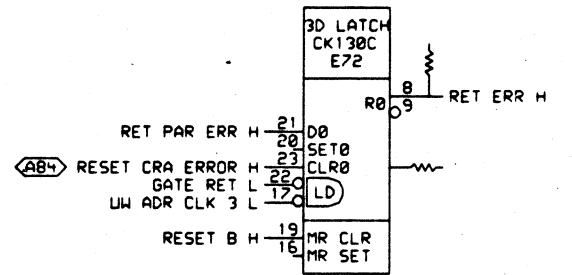 3D LATCH
CK130C
E72
8
R0 RET ERR H
9
21
RET PAR ERR H D0
20
SET0
23
A84 RESET CRA ERROR H CLR0
22
GATE RET L
17 LD
UW ADR CLK 3 L
19
RESET B H MR CLR
16
MR SET